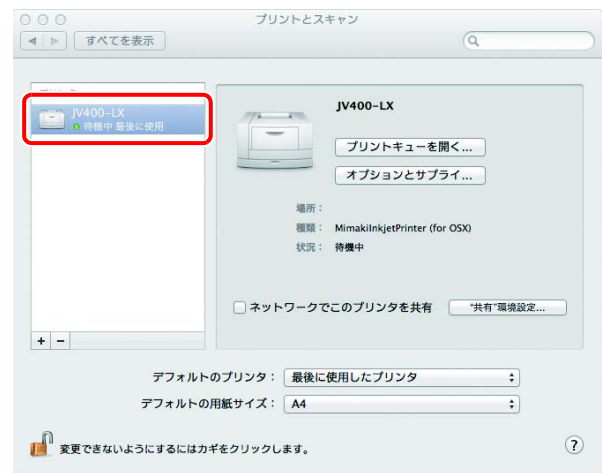 プリントとスキャン
すべてを表示
JV400-LX
待機中 最後に使用
JV400-LX
プリントキューを開く...
オプションとサプライ...
場所：
種類： MimakiInkjetPrinter (for OSX)
状況： 待機中
ネットワークでこのプリンタを共有 "共有"環境設定...
+ −
デフォルトのプリンタ： 最後に使用したプリンタ
デフォルトの用紙サイズ： A4
変更できないようにするにはカギをクリックします。 ?